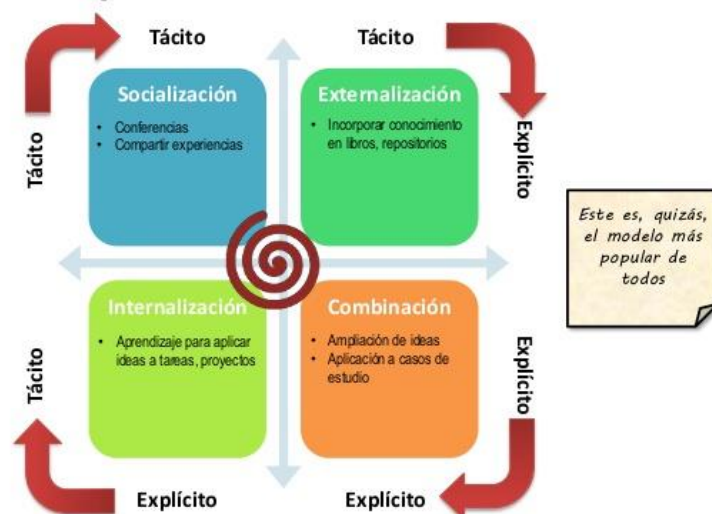 Tácito
Tácito
Tácito
Socialización
• Conferencias
• Compartir experiencias
Externalización
• Incorporar conocimiento
en libros, repositorios
Explícito
Este es, quizás,
el modelo más
popular de
todos
Tácito
Internalización
• Aprendizaje para aplicar
ideas a tareas, proyectos
Combinación
• Ampliación de ideas
• Aplicación a casos de
estudio
Explícito
Explícito
Explícito